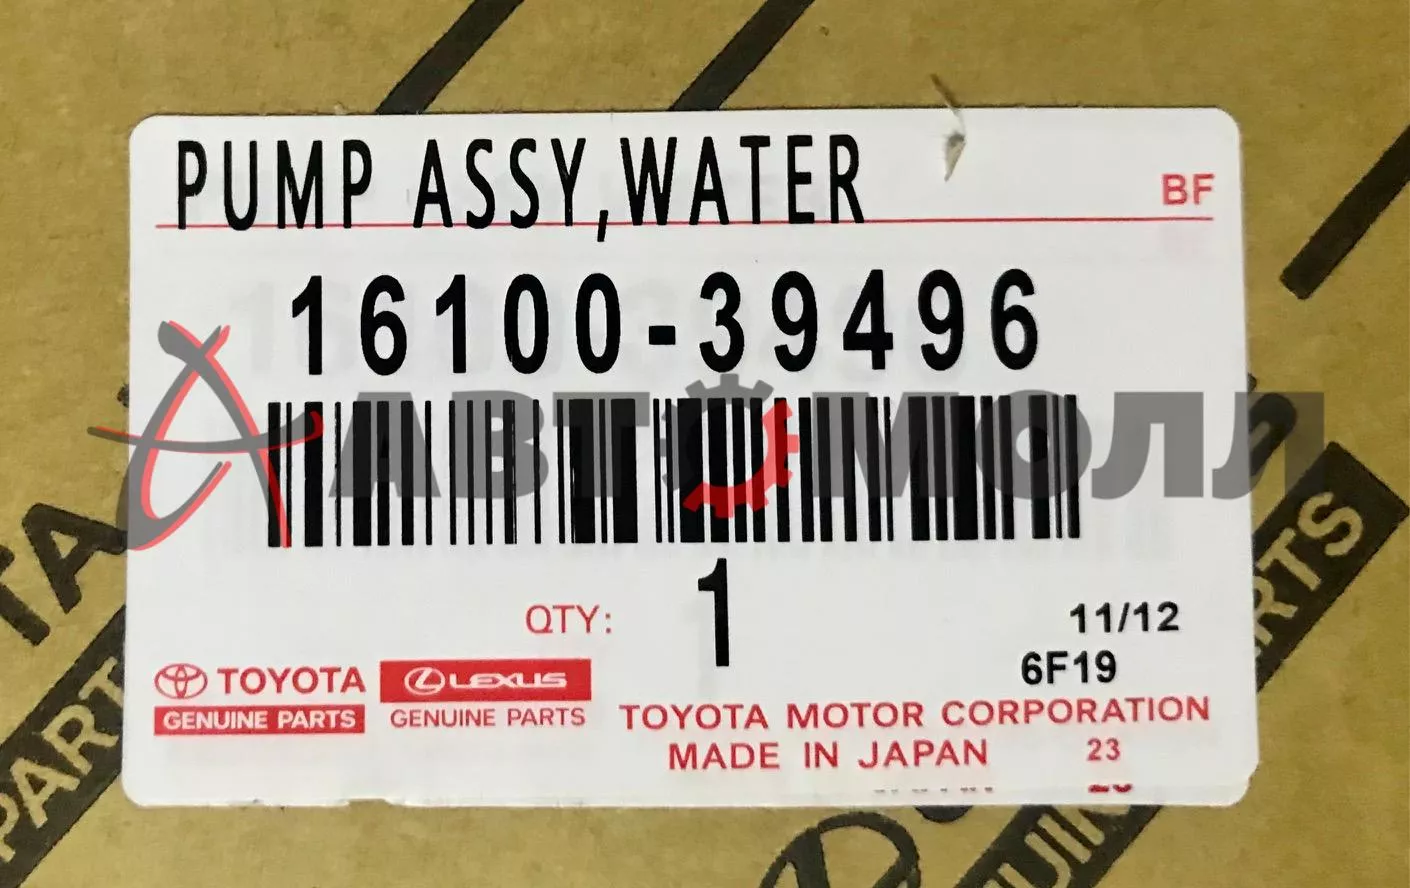 PUMP ASSY,WATER
BF
16100-39496
АВТОМОЛЛ
QTY: 1
11/12
6F19
TOYOTA
GENUINE PARTS
LEXUS
GENUINE PARTS
TOYOTA MOTOR CORPORATION
MADE IN JAPAN 23
PARTS